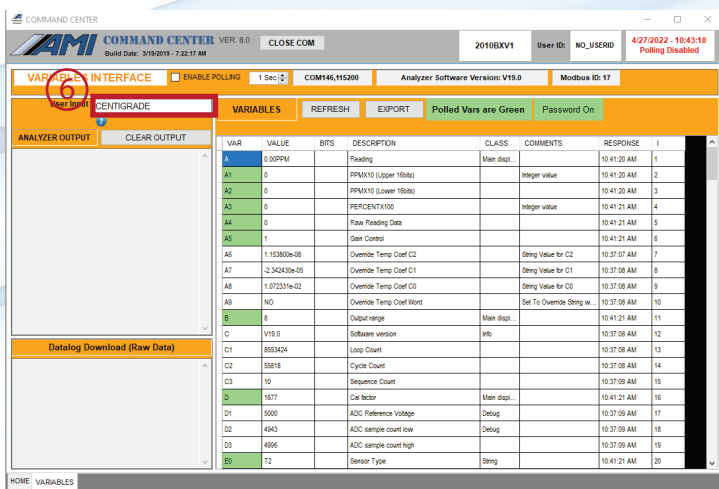 COMMAND CENTER
AMI COMMAND CENTER VER. 8.0 CLOSE COM 2010BXV1 User ID: NO_USERID 4/27/2022 - 10:43:18
Build Date: 3/19/2019 - 7:22:17 AM Polling Disabled
VARIABLES INTERFACE ENABLE POLLING 1 Sec COM146,115200 Analyzer Software Version: V19.0 Modbus ID: 17
6
User Input CENTIGRADE VARIABLES REFRESH EXPORT Polled Vars are Green Password On
?
ANALYZER OUTPUT CLEAR OUTPUT
VAR VALUE BITS DESCRIPTION CLASS COMMENTS RESPONSE I
A 0.00PPM Reading Main displ... 10:41:20 AM 1
A1 0 PPMX10 (Upper 16bits) Integer value 10:41:20 AM 2
A2 0 PPMX10 (Lower 16bits) 10:41:20 AM 3
A3 0 PERCENTX100 Integer value 10:41:21 AM 4
A4 0 Raw Reading Data 10:41:21 AM 5
A5 1 Gain Control 10:41:21 AM 6
A6 1.153800e-08 Override Temp Coef C2 String Value for C2 10:37:07 AM 7
A7 -2.342430e-05 Override Temp Coef C1 String Value for C1 10:37:08 AM 8
A8 1.072331e-02 Override Temp Coef C0 String Value for C0 10:37:08 AM 9
A9 NO Override Temp Coef Word Set To Override String w... 10:37:08 AM 10
B 8 Output range Main displ... 10:41:21 AM 11
C V19.0 Software version Info 10:37:08 AM 12
C1 8593424 Loop Count 10:37:08 AM 13
C2 55818 Cycle Count 10:37:08 AM 14
C3 10 Sequence Count 10:37:09 AM 15
D 1677 Cal factor Main displ... 10:41:21 AM 16
D1 5000 ADC Reference Voltage Debug 10:37:09 AM 17
D2 4943 ADC sample count low Debug 10:37:09 AM 18
D3 4996 ADC sample count high 10:37:09 AM 19
E0 T2 Sensor Type String 10:41:21 AM 20
Datalog Download (Raw Data)
HOME VARIABLES